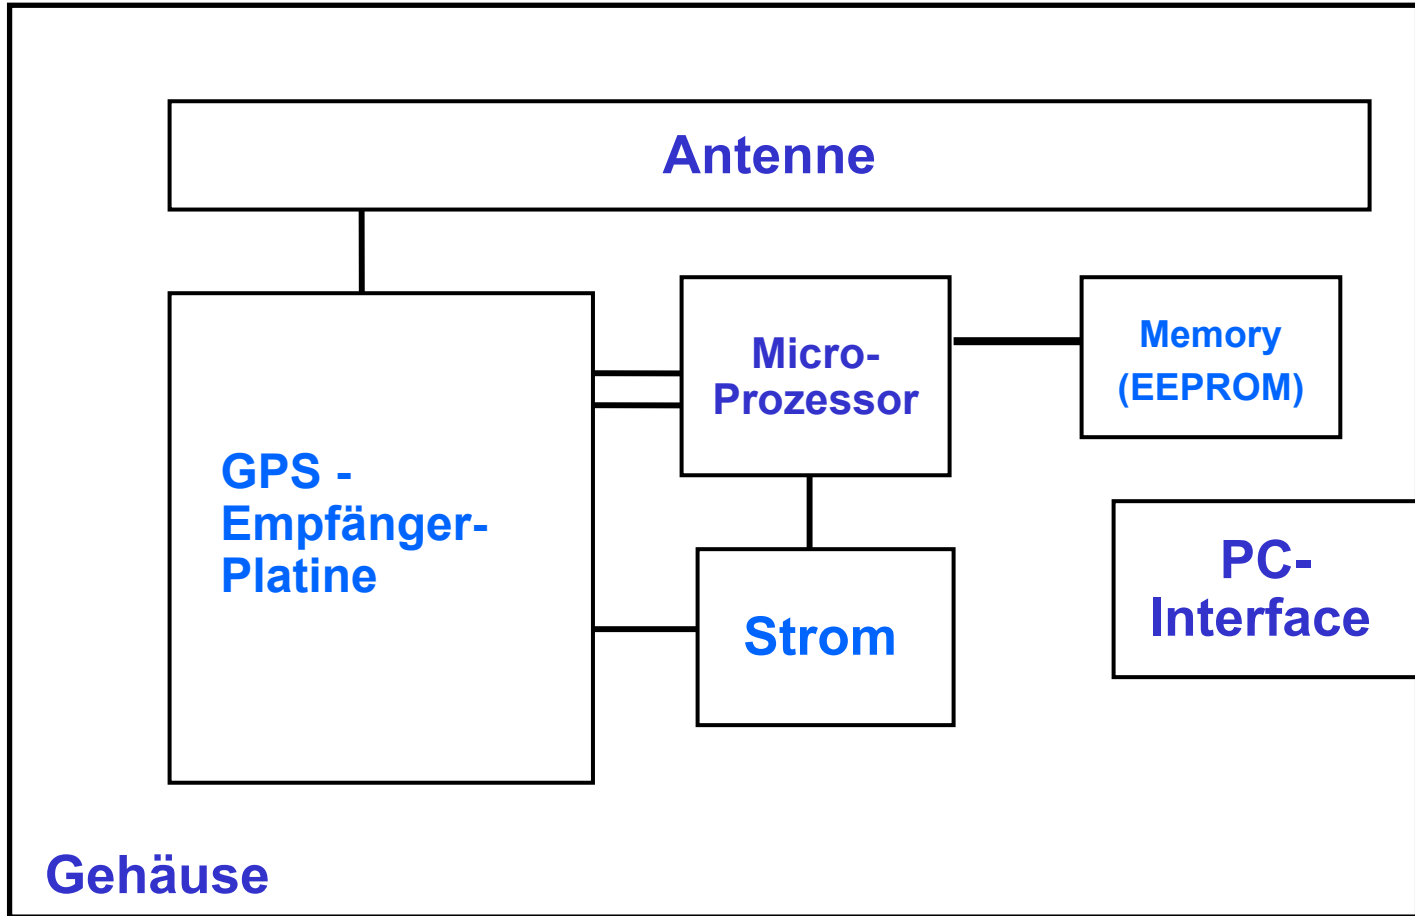 Antenne
Micro-
Prozessor
Memory
(EEPROM)
GPS -
Empfänger-
Platine
PC-
Interface
Strom
Gehäuse